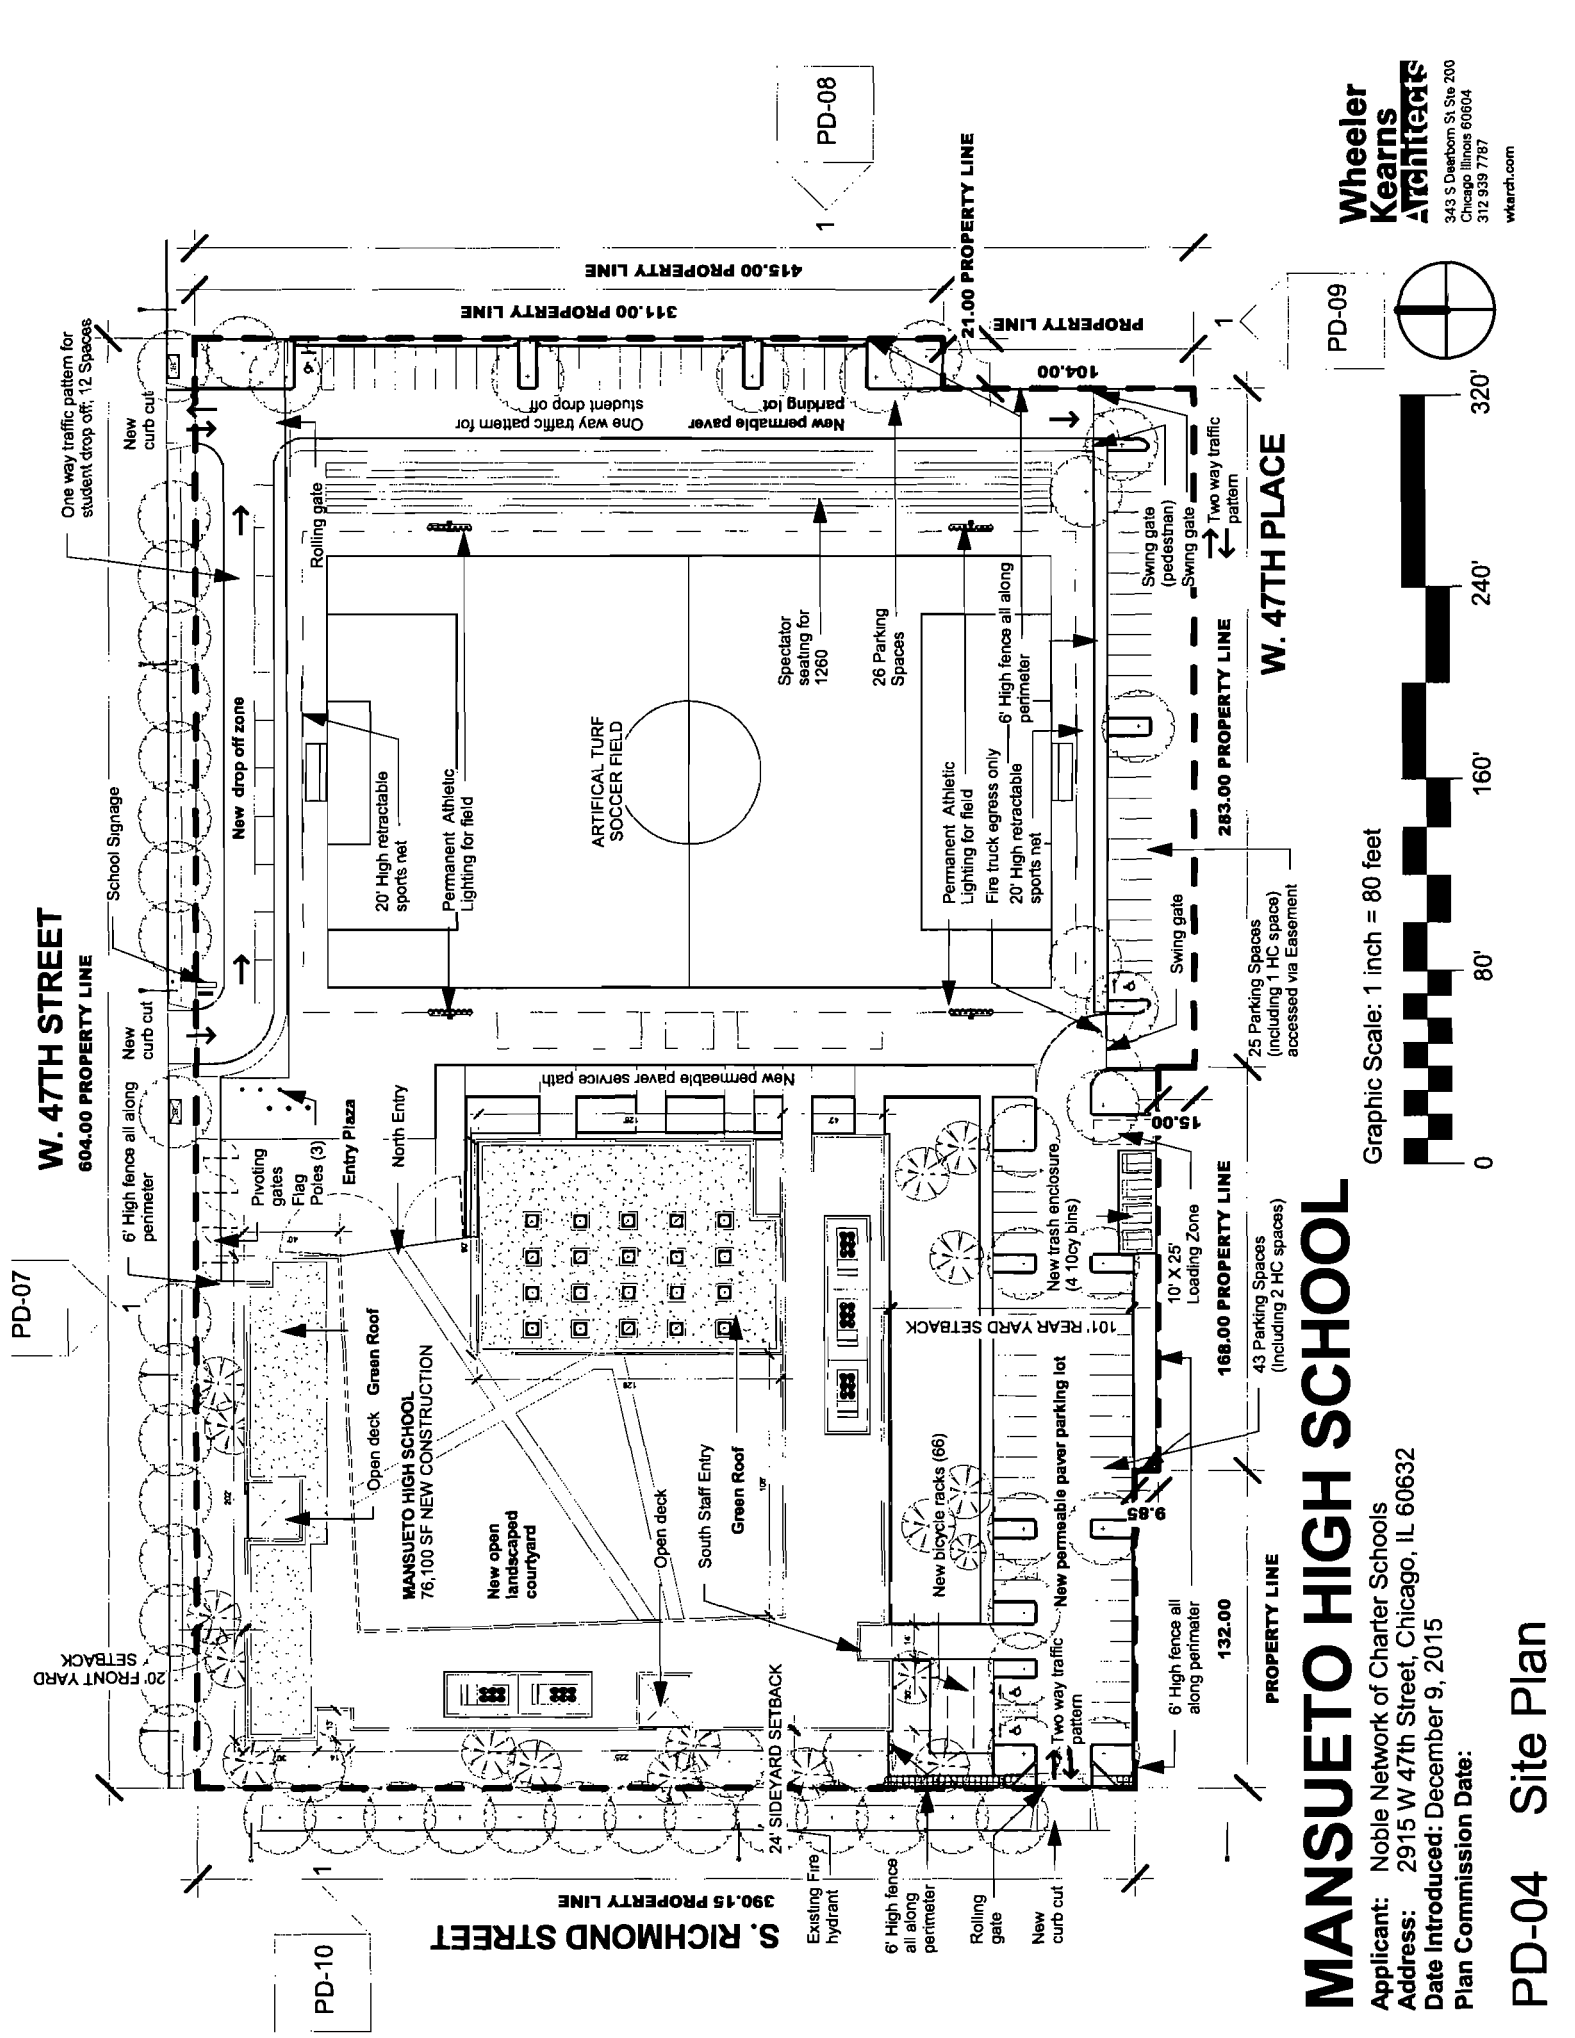 PD-07
1
W. 47TH STREET
604.00 PROPERTY LINE
6' High fence all along
perimeter
New
curb cut
School Signage
New
curb cut
One way traffic pattern for
student drop off, 12 Spaces
20' FRONT YARD
SETBACK
Pivoting
gates
Flag
Poles (3)
Entry Plaza
North Entry
New drop off zone
Rolling gate
Open deck
Green Roof
MANSUETO HIGH SCHOOL
76,100 SF NEW CONSTRUCTION
New open
landscaped
courtyard
Open deck
South Staff Entry
Green Roof
New permeable paver service path
20' High retractable
sports net
Permanent Athletic
Lighting for field
ARTIFICAL TURF
SOCCER FIELD
Spectator
seating for
1260
26 Parking
Spaces
One way traffic pattern for
student drop off
New permable paver
parking lot
311.00 PROPERTY LINE
415.00 PROPERTY LINE
21.00 PROPERTY LINE
104.00
PROPERTY LINE
PD-08
1
PD-09
1
Permanent Athletic
Lighting for field
Fire truck egress only
20' High retractable
sports net
6' High fence all along
perimeter
Swing gate
(pedestrian)
Swing gate
Two way traffic
pattern
Swing gate
W. 47TH PLACE
283.00 PROPERTY LINE
25 Parking Spaces
(including 1 HC space)
accessed via Easement
15.00
New trash enclosure
(4 10cy bins)
10' X 25'
Loading Zone
168.00 PROPERTY LINE
43 Parking Spaces
(Including 2 HC spaces)
101' REAR YARD SETBACK
New bicycle racks (66)
New permeable paver parking lot
9.85
Two way traffic
pattern
6' High fence all
along perimater
132.00
PROPERTY LINE
24' SIDEYARD SETBACK
Existing Fire
hydrant
6' High fence
all along
perimeter
Rolling
gate
New
curb cut
390.15 PROPERTY LINE
S. RICHMOND STREET
PD-10
1
Graphic Scale: 1 inch = 80 feet
0
80'
160'
240'
320'
MANSUETO HIGH SCHOOL
Applicant: Noble Network of Charter Schools
Address: 2915 W 47th Street, Chicago, IL 60632
Date Introduced: December 9, 2015
Plan Commission Date:
PD-04 Site Plan
Wheeler
Kearns
Architects
343 S Dearborn St Ste 200
Chicago Illinois 60604
312 939 7787
wkarch.com